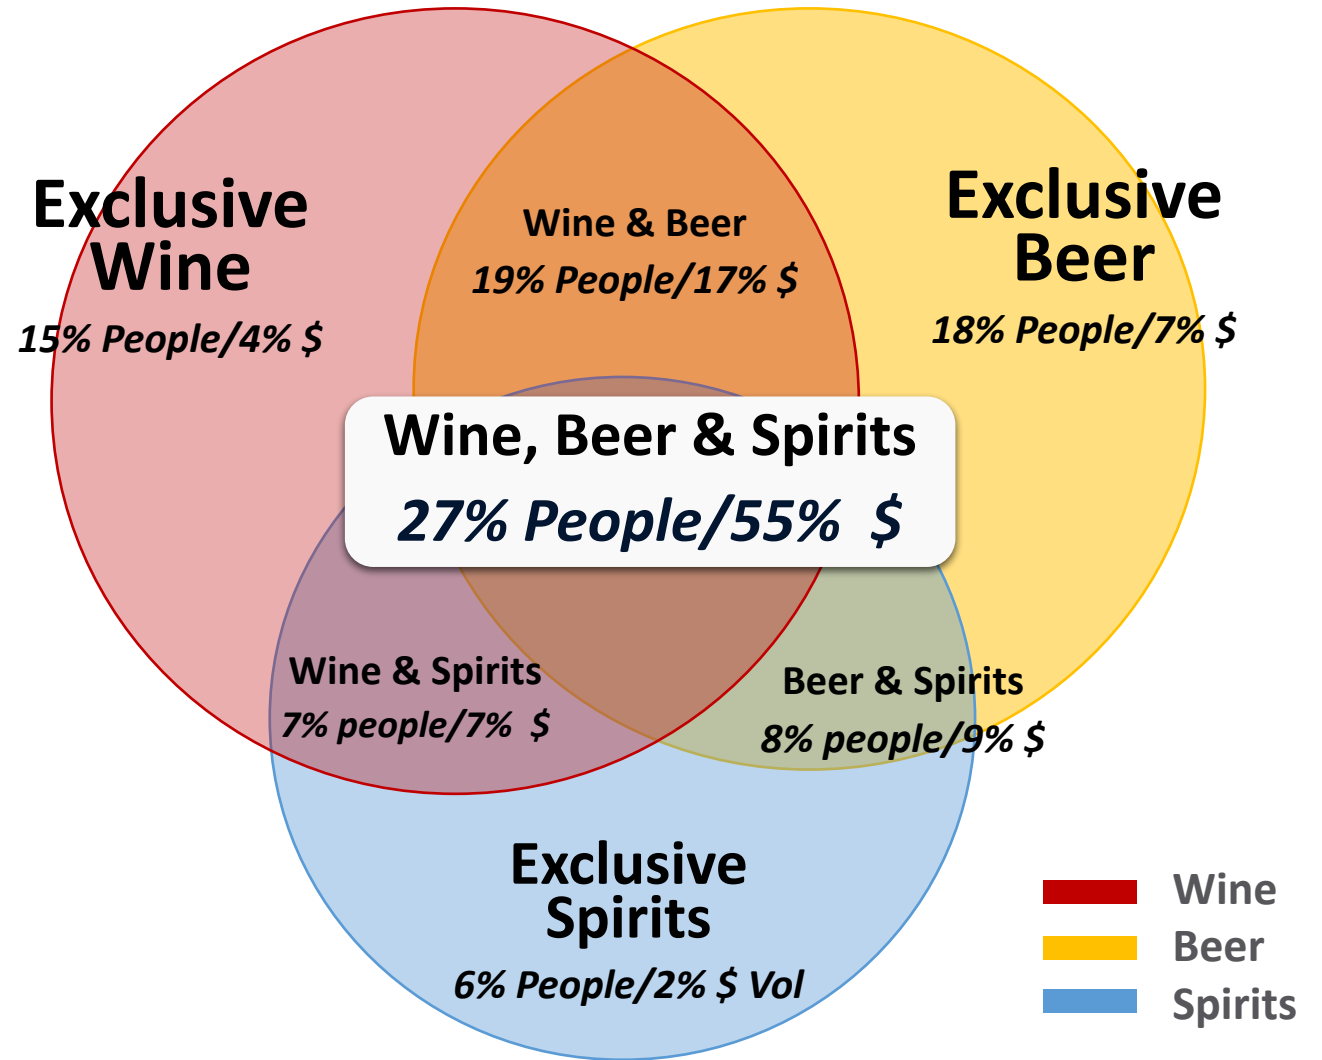 Exclusive
Wine
15% People/4% $
Wine & Beer
19% People/17% $
Exclusive
Beer
18% People/7% $
Wine, Beer & Spirits
27% People/55%  $
Wine & Spirits
7% people/7%  $
Beer & Spirits
8% people/9% $
Exclusive
Spirits
6% People/2% $ Vol
Wine
Beer
Spirits